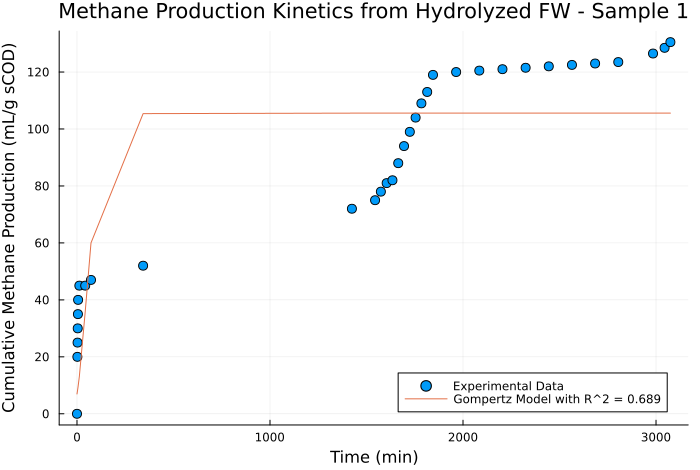 Methane Production Kinetics from Hydrolyzed FW - Sample 1
Cumulative Methane Production (mL/g sCOD)
120
100
80
60
40
20
0
Experimental Data
Gompertz Model with R^2 = 0.689
0
1000
2000
3000
Time (min)